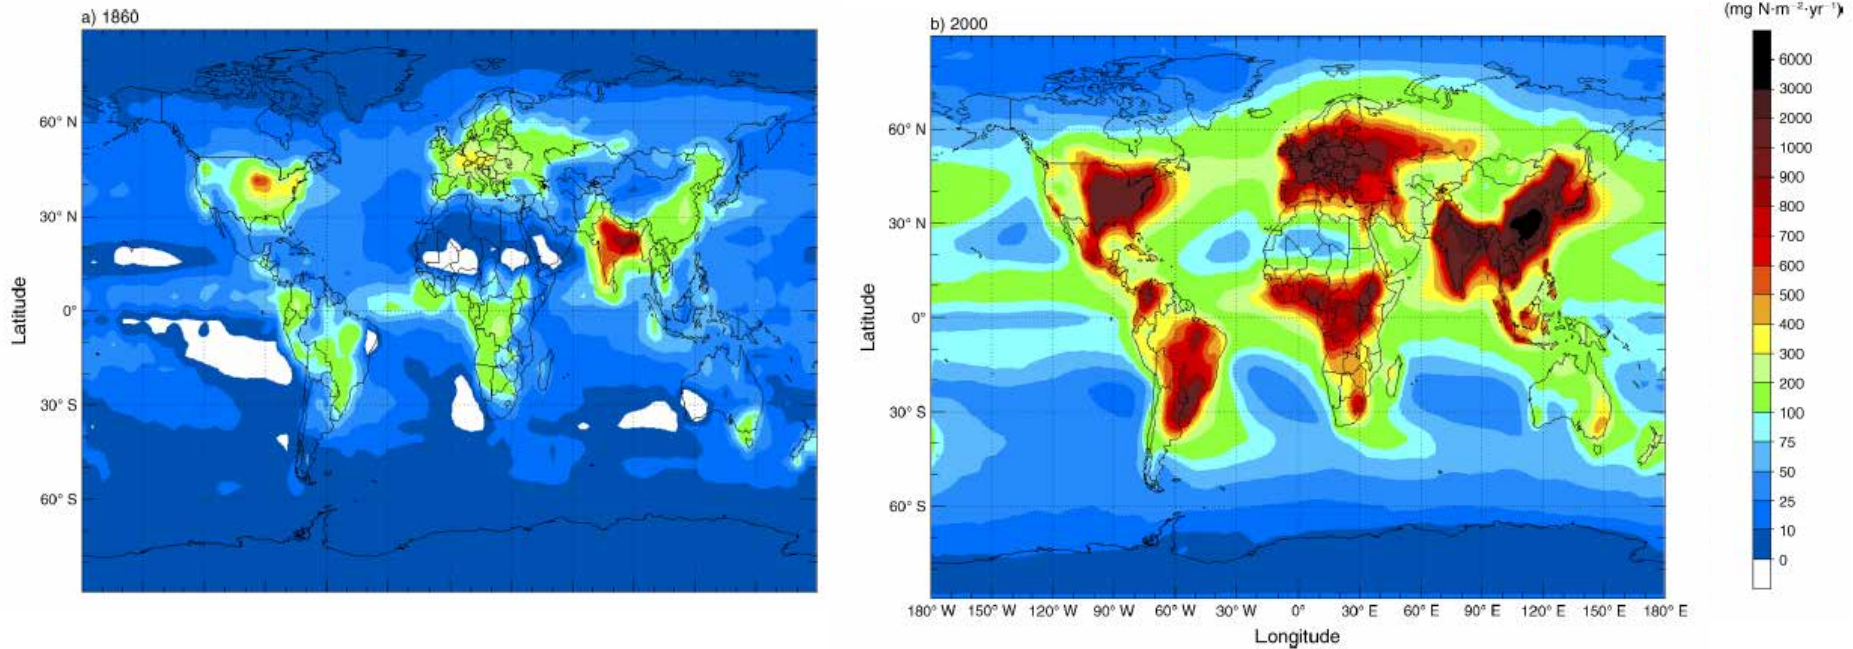 a) 1860
b) 2000
(mg N·m⁻²·yr⁻¹)
60° N
30° N
0°
30° S
60° S
Latitude
60° N
30° N
0°
30° S
60° S
Latitude
180° W 150° W 120° W 90° W 60° W 30° W 0° 30° E 60° E 90° E 120° E 150° E 180° E
Longitude
6000
3000
2000
1000
900
800
700
600
500
400
300
200
100
75
50
25
10
0